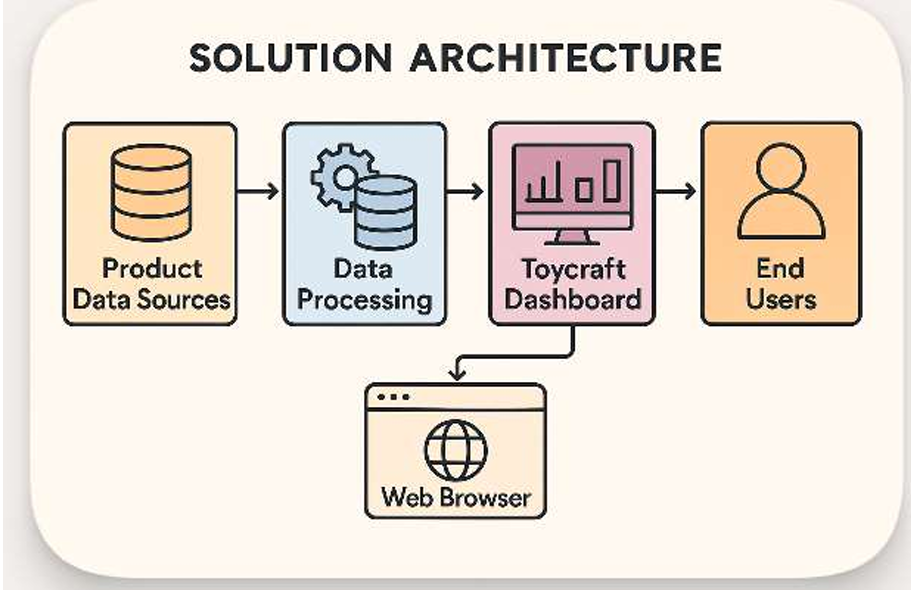 SOLUTION ARCHITECTURE
Product
Data Sources
Data
Processing
Toycraft
Dashboard
End
Users
Web Browser